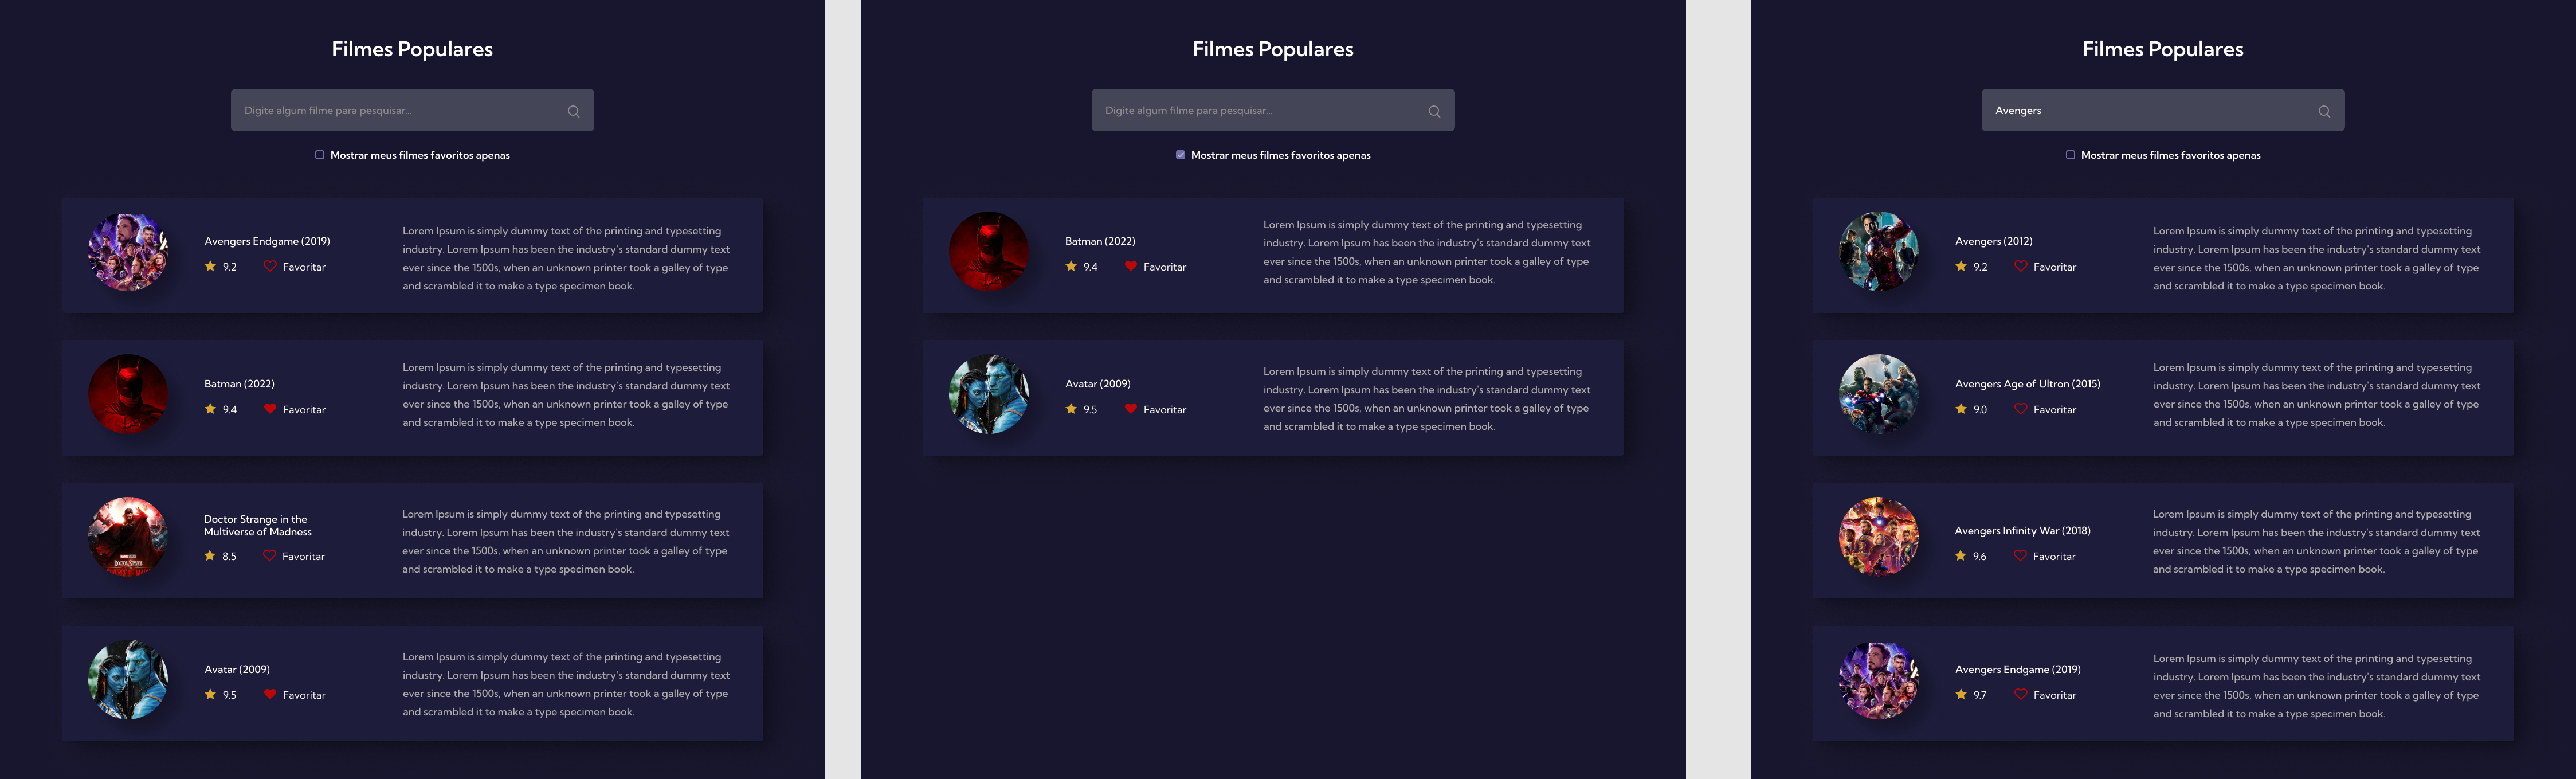 Filmes Populares
Digite algum filme para pesquisar...
Mostrar meus filmes favoritos apenas
Avengers Endgame (2019)
9.2 Favoritar
Lorem Ipsum is simply dummy text of the printing and typesetting
industry. Lorem Ipsum has been the industry's standard dummy text
ever since the 1500s, when an unknown printer took a galley of type
and scrambled it to make a type specimen book.
Batman (2022)
9.4 Favoritar
Lorem Ipsum is simply dummy text of the printing and typesetting
industry. Lorem Ipsum has been the industry's standard dummy text
ever since the 1500s, when an unknown printer took a galley of type
and scrambled it to make a type specimen book.
DOCTOR STRANGE
Doctor Strange in the
Multiverse of Madness
8.5 Favoritar
Lorem Ipsum is simply dummy text of the printing and typesetting
industry. Lorem Ipsum has been the industry's standard dummy text
ever since the 1500s, when an unknown printer took a galley of type
and scrambled it to make a type specimen book.
Avatar (2009)
9.5 Favoritar
Lorem Ipsum is simply dummy text of the printing and typesetting
industry. Lorem Ipsum has been the industry's standard dummy text
ever since the 1500s, when an unknown printer took a galley of type
and scrambled it to make a type specimen book.
Filmes Populares
Digite algum filme para pesquisar...
Mostrar meus filmes favoritos apenas
Batman (2022)
9.4 Favoritar
Lorem Ipsum is simply dummy text of the printing and typesetting
industry. Lorem Ipsum has been the industry's standard dummy text
ever since the 1500s, when an unknown printer took a galley of type
and scrambled it to make a type specimen book.
Avatar (2009)
9.5 Favoritar
Lorem Ipsum is simply dummy text of the printing and typesetting
industry. Lorem Ipsum has been the industry's standard dummy text
ever since the 1500s, when an unknown printer took a galley of type
and scrambled it to make a type specimen book.
Filmes Populares
Avengers
Mostrar meus filmes favoritos apenas
Avengers (2012)
9.2 Favoritar
Lorem Ipsum is simply dummy text of the printing and typesetting
industry. Lorem Ipsum has been the industry's standard dummy text
ever since the 1500s, when an unknown printer took a galley of type
and scrambled it to make a type specimen book.
Avengers Age of Ultron (2015)
9.0 Favoritar
Lorem Ipsum is simply dummy text of the printing and typesetting
industry. Lorem Ipsum has been the industry's standard dummy text
ever since the 1500s, when an unknown printer took a galley of type
and scrambled it to make a type specimen book.
Avengers Infinity War (2018)
9.6 Favoritar
Lorem Ipsum is simply dummy text of the printing and typesetting
industry. Lorem Ipsum has been the industry's standard dummy text
ever since the 1500s, when an unknown printer took a galley of type
and scrambled it to make a type specimen book.
Avengers Endgame (2019)
9.7 Favoritar
Lorem Ipsum is simply dummy text of the printing and typesetting
industry. Lorem Ipsum has been the industry's standard dummy text
ever since the 1500s, when an unknown printer took a galley of type
and scrambled it to make a type specimen book.